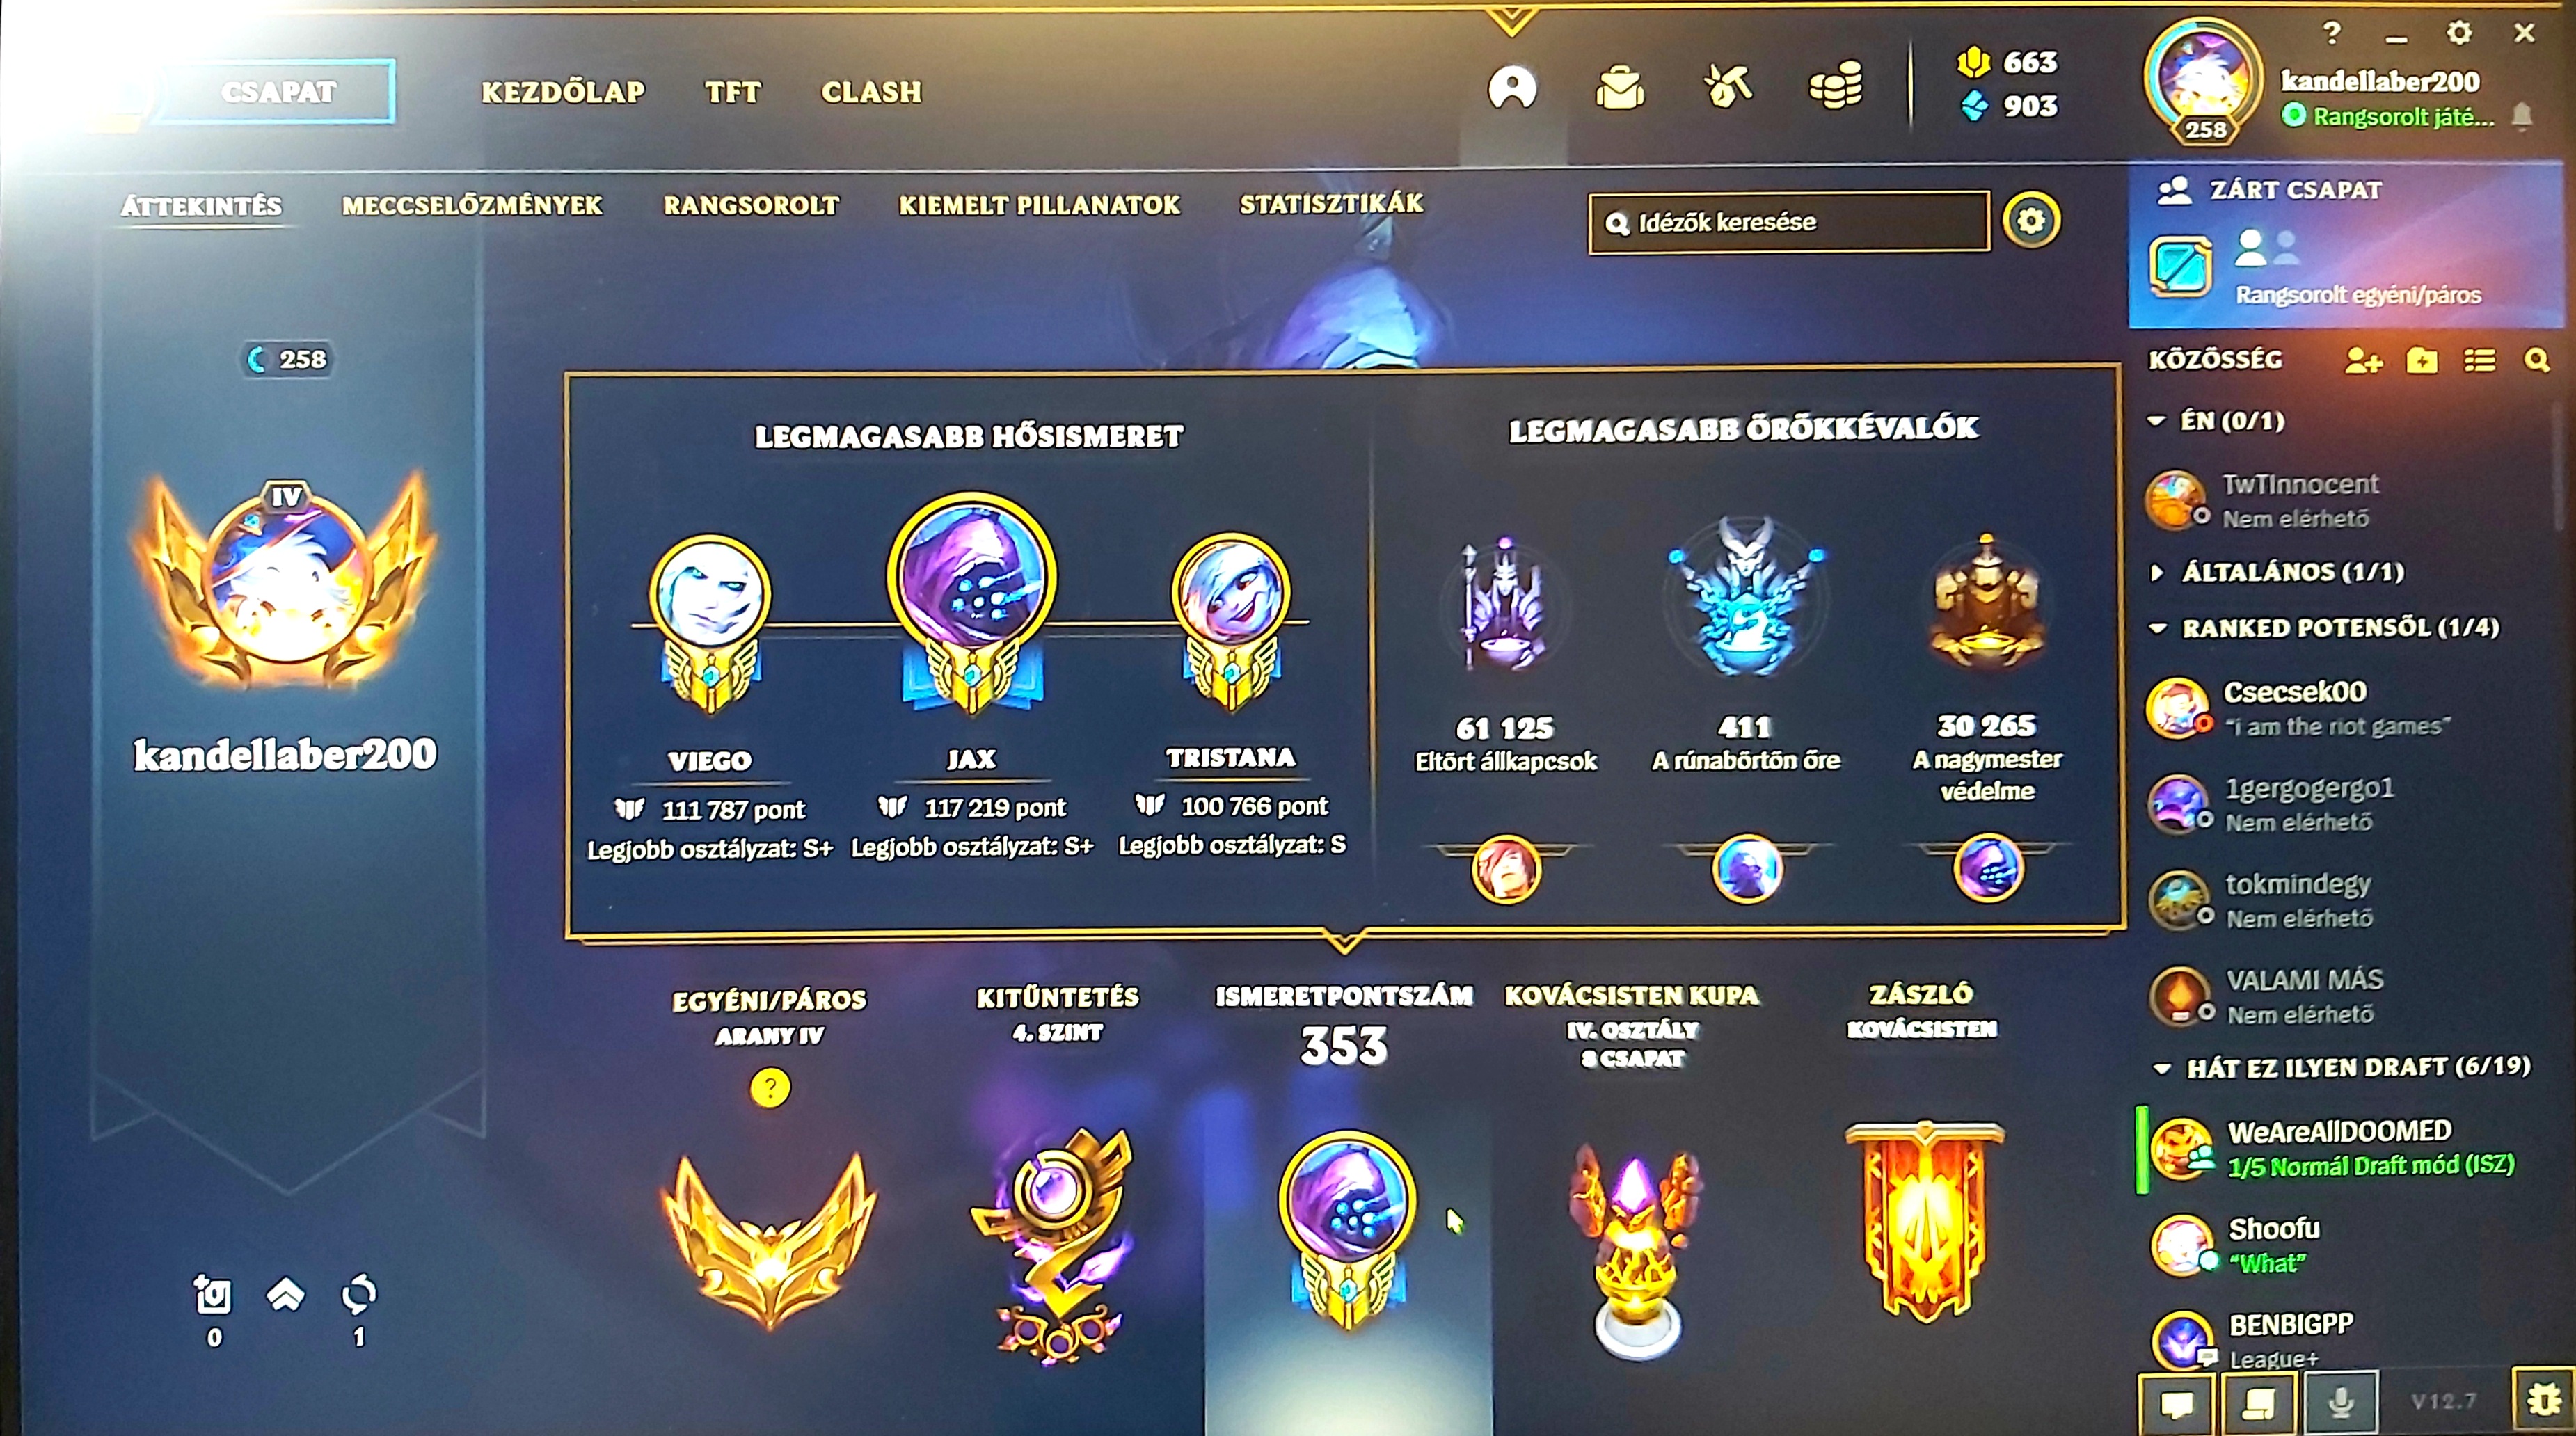 CSAPAT
KEZDŐLAP
TFT
CLASH
663
903
258
kandellaber200
Rangsorolt játé...
ÁTTEKINTÉS
MECCSELŐZMÉNYEK
RANGSOROLT
KIEMELT PILLANATOK
STATISZTIKÁK
Idézők keresése
258
IV
kandellaber200
0
1
LEGMAGASABB HŐSISMERET
VIEGO
111 787 pont
Legjobb osztályzat: S+
JAX
117 219 pont
Legjobb osztályzat: S+
TRISTANA
100 766 pont
Legjobb osztályzat: S
LEGMAGASABB ÖRÖKKÉVALÓK
61 125
Eltört állkapcsok
411
A rúnabörtön őre
30 265
A nagymester
védelme
EGYÉNI/PÁROS
ARANY IV
?
KITÜNTETÉS
4. SZINT
ISMERETPONTSZÁM
353
KOVÁCSISTEN KUPA
IV. OSZTÁLY
8 CSAPAT
ZÁSZLÓ
KOVÁCSISTEN
ZÁRT CSAPAT
Rangsorolt egyéni/páros
KÖZÖSSÉG
ÉN (0/1)
TwTInnocent
Nem elérhető
ÁLTALÁNOS (1/1)
RANKED POTENSŐL (1/4)
Csecsek00
"i am the riot games"
1gergogergo1
Nem elérhető
tokmindegy
Nem elérhető
VALAMI MÁS
Nem elérhető
HÁT EZ ILYEN DRAFT (6/19)
WeAreAllDOOMED
1/5 Normál Draft mód (ISZ)
Shoofu
"What"
BENBIGPP
League+
V12.7